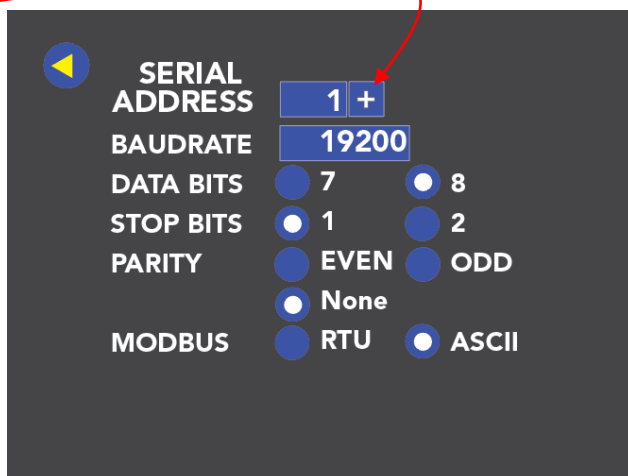 SERIAL
ADDRESS 1 +
BAUDRATE 19200
DATA BITS 7 8
STOP BITS 1 2
PARITY EVEN ODD
None
MODBUS RTU ASCII